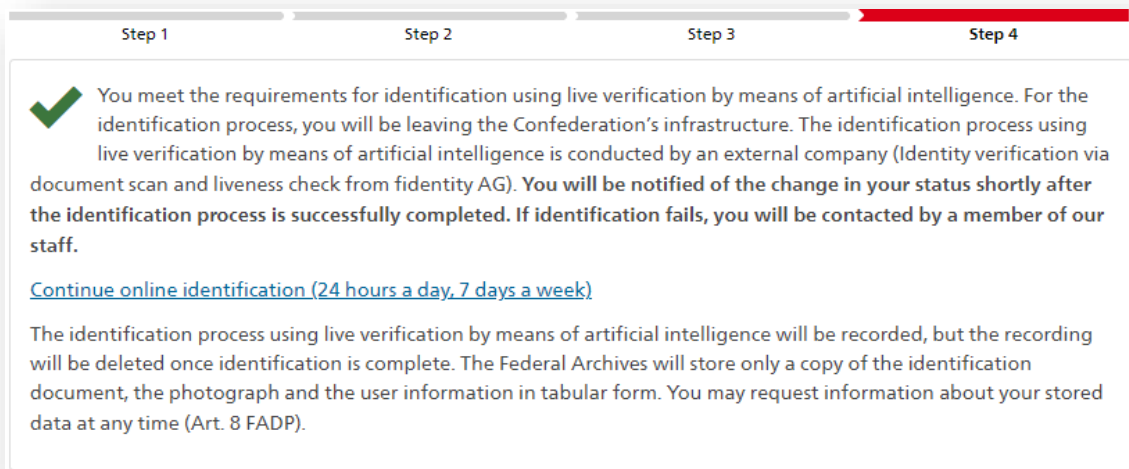 Step 1
Step 2
Step 3
Step 4
You meet the requirements for identification using live verification by means of artificial intelligence. For the
identification process, you will be leaving the Confederation’s infrastructure. The identification process using
live verification by means of artificial intelligence is conducted by an external company (Identity verification via
document scan and liveness check from fidentity AG). You will be notified of the change in your status shortly after
the identification process is successfully completed. If identification fails, you will be contacted by a member of our
staff.
Continue online identification (24 hours a day, 7 days a week)
The identification process using live verification by means of artificial intelligence will be recorded, but the recording
will be deleted once identification is complete. The Federal Archives will store only a copy of the identification
document, the photograph and the user information in tabular form. You may request information about your stored
data at any time (Art. 8 FADP).